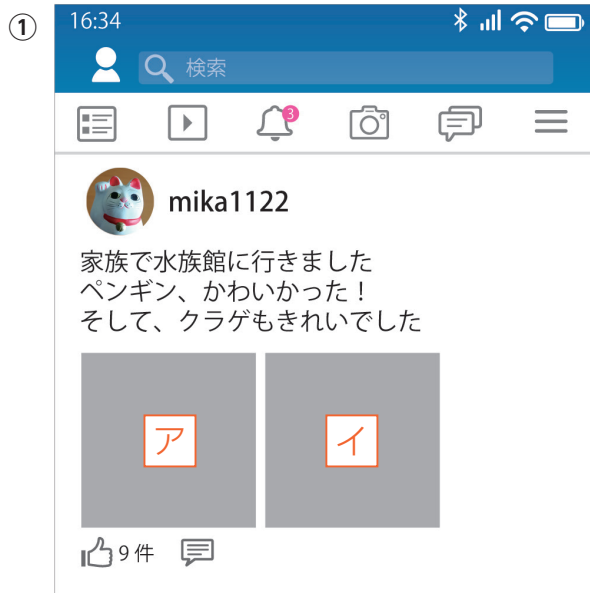 ①
16:34
検索
3
mika1122
家族で水族館に行きました
ペンギン、かわいかった！
そして、クラゲもきれいでした
ア イ
9件